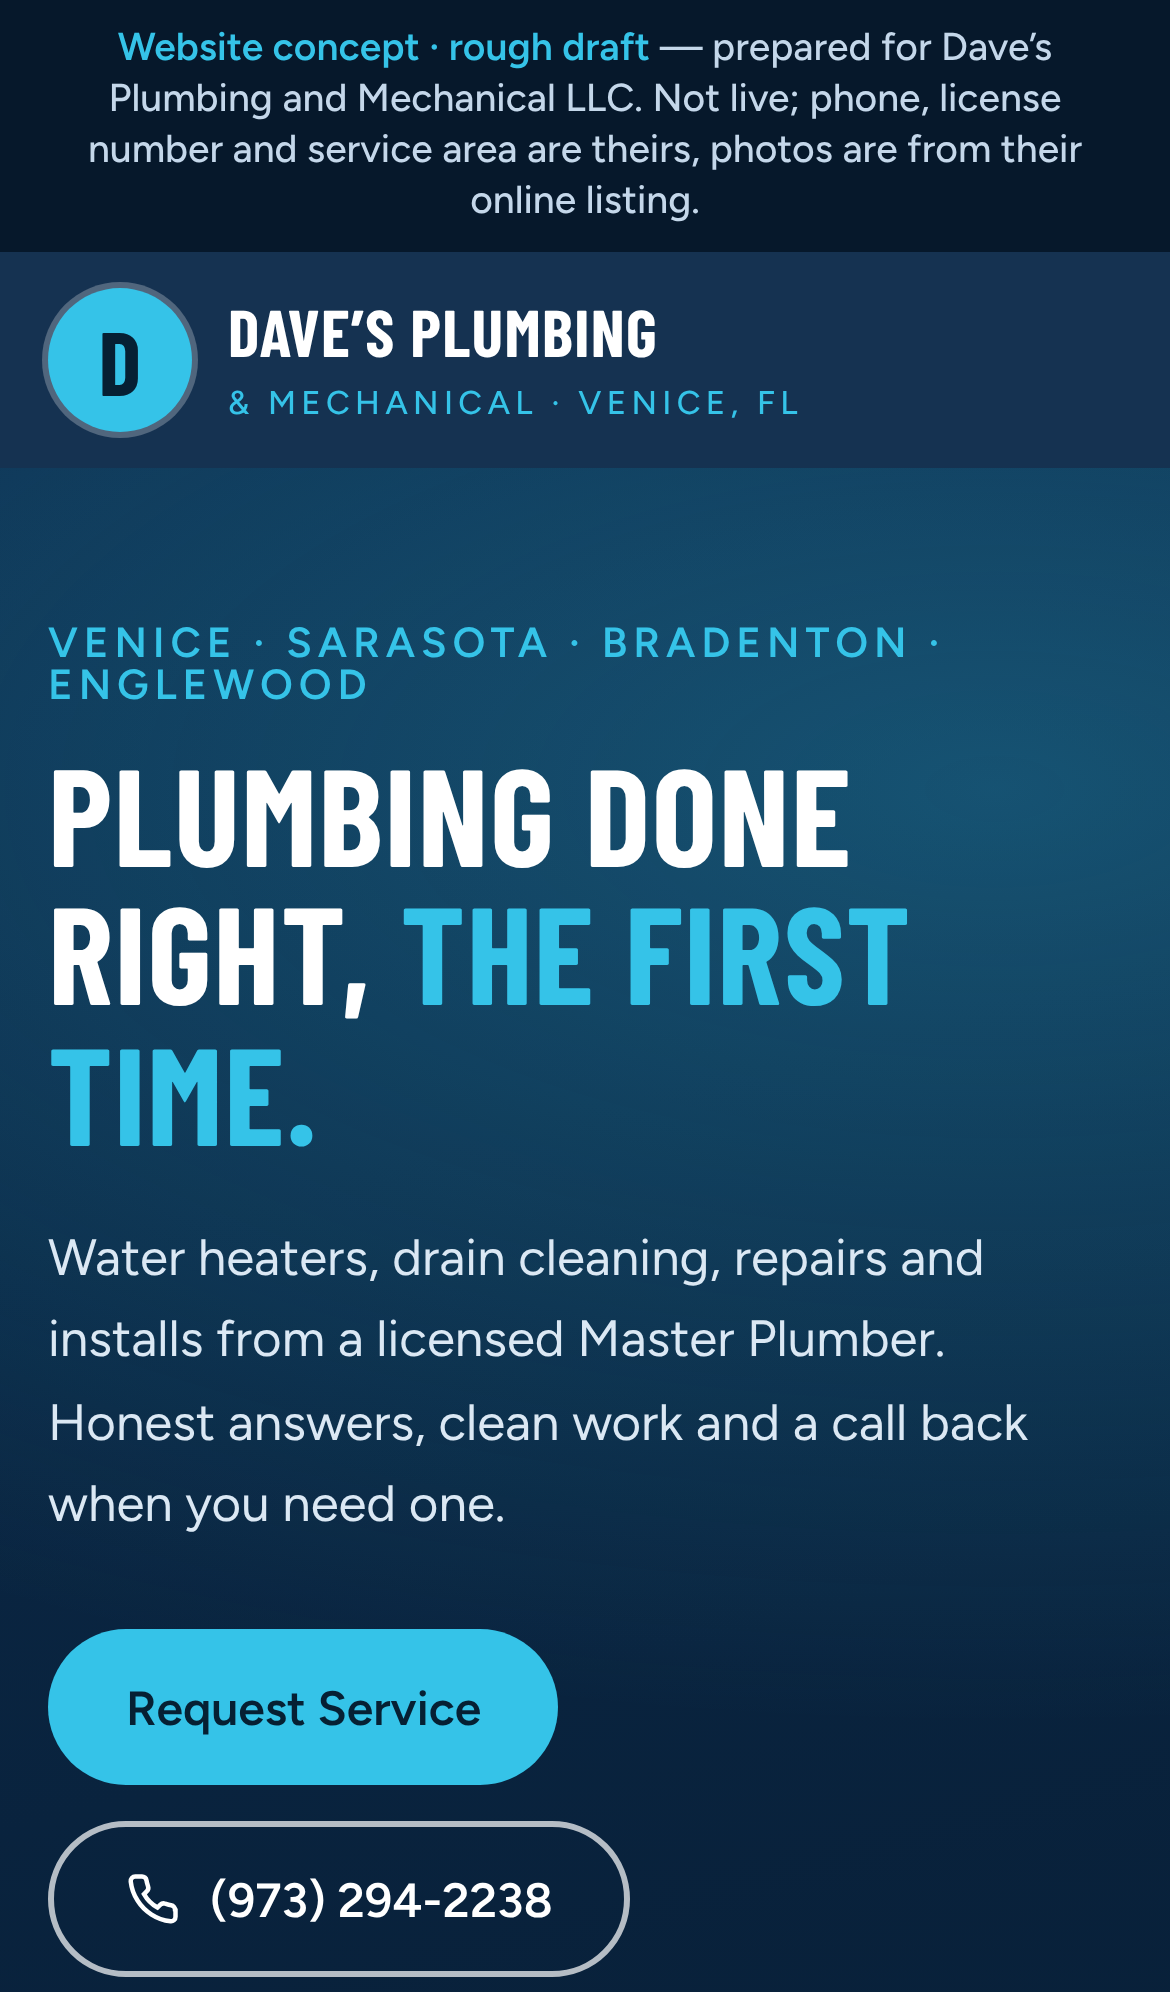 Website concept · rough draft — prepared for Dave’s
Plumbing and Mechanical LLC. Not live; phone, license
number and service area are theirs, photos are from their
online listing.
D
DAVE’S PLUMBING
& MECHANICAL · VENICE, FL
VENICE · SARASOTA · BRADENTON ·
ENGLEWOOD
PLUMBING DONE
RIGHT, THE FIRST
TIME.
Water heaters, drain cleaning, repairs and
installs from a licensed Master Plumber.
Honest answers, clean work and a call back
when you need one.
Request Service
(973) 294-2238